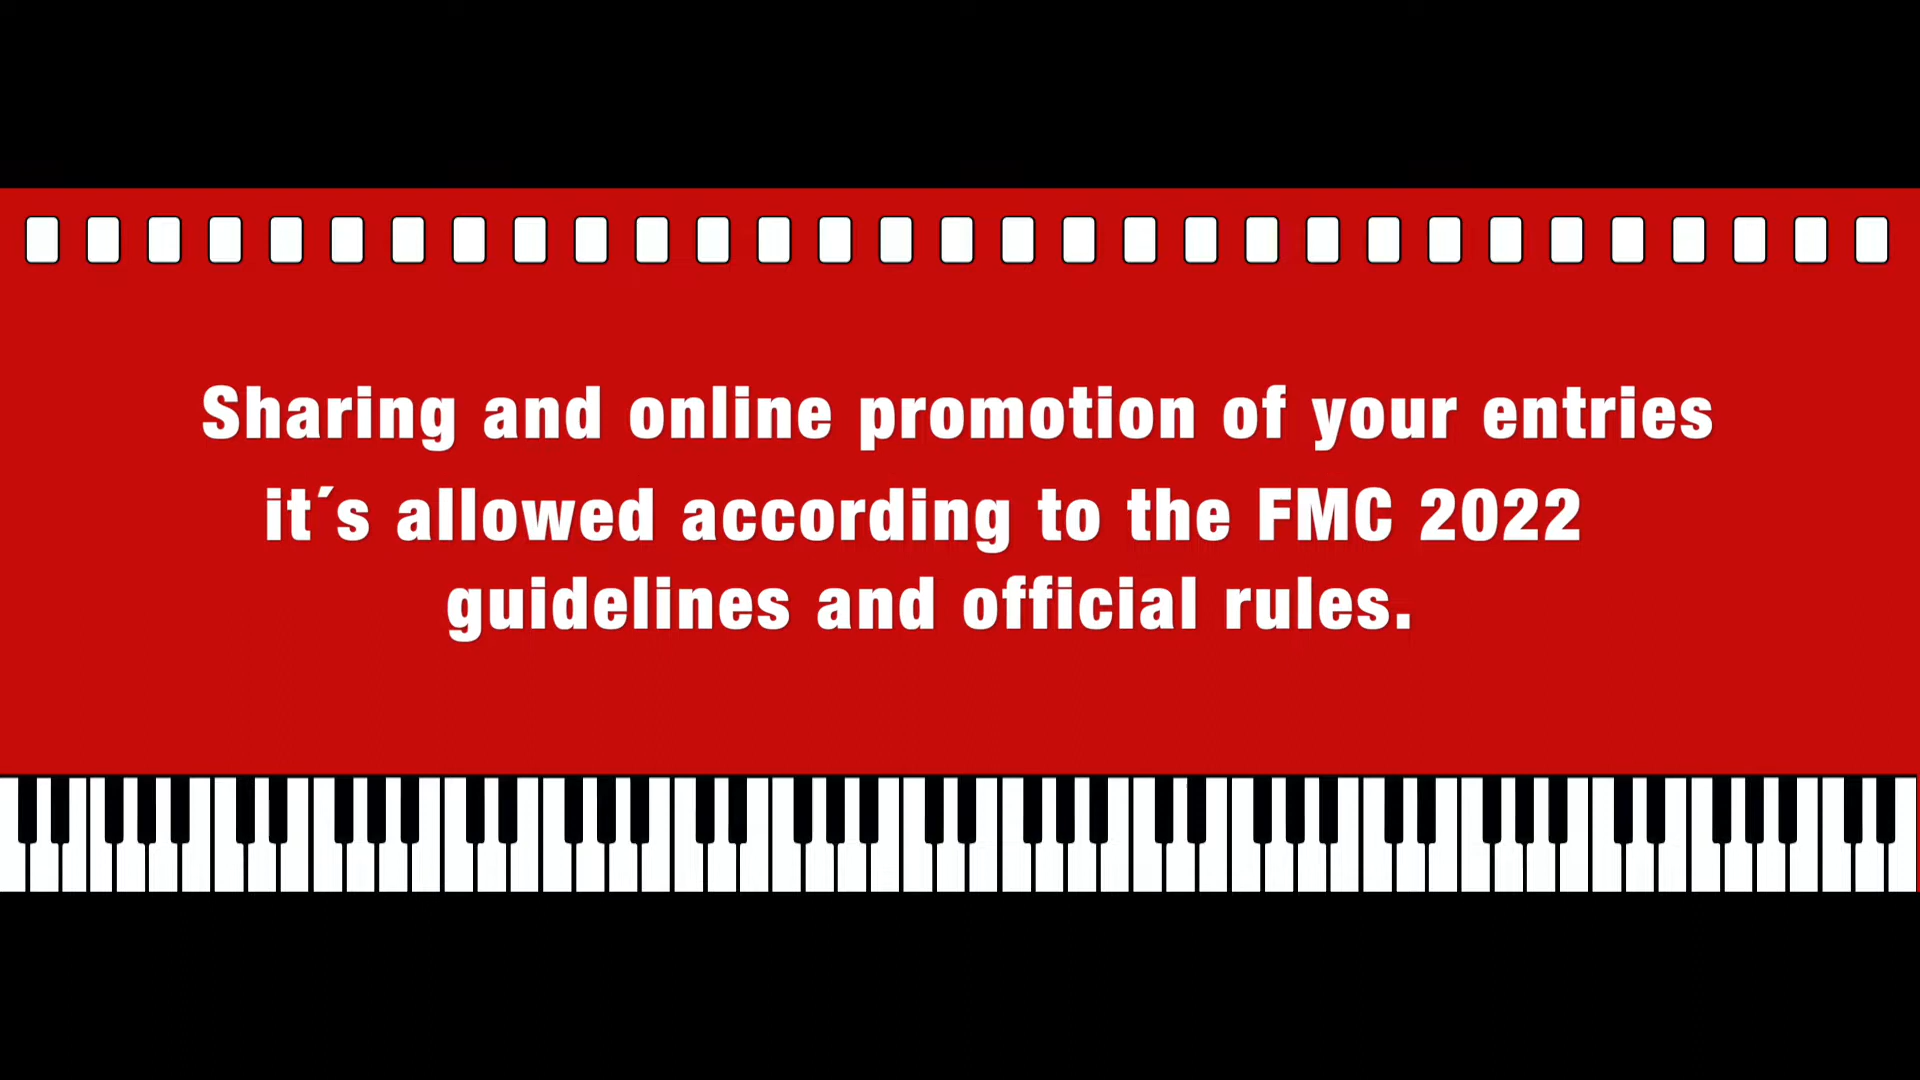 Sharing and online promotion of your entries
it´s allowed according to the FMC 2022
guidelines and official rules.